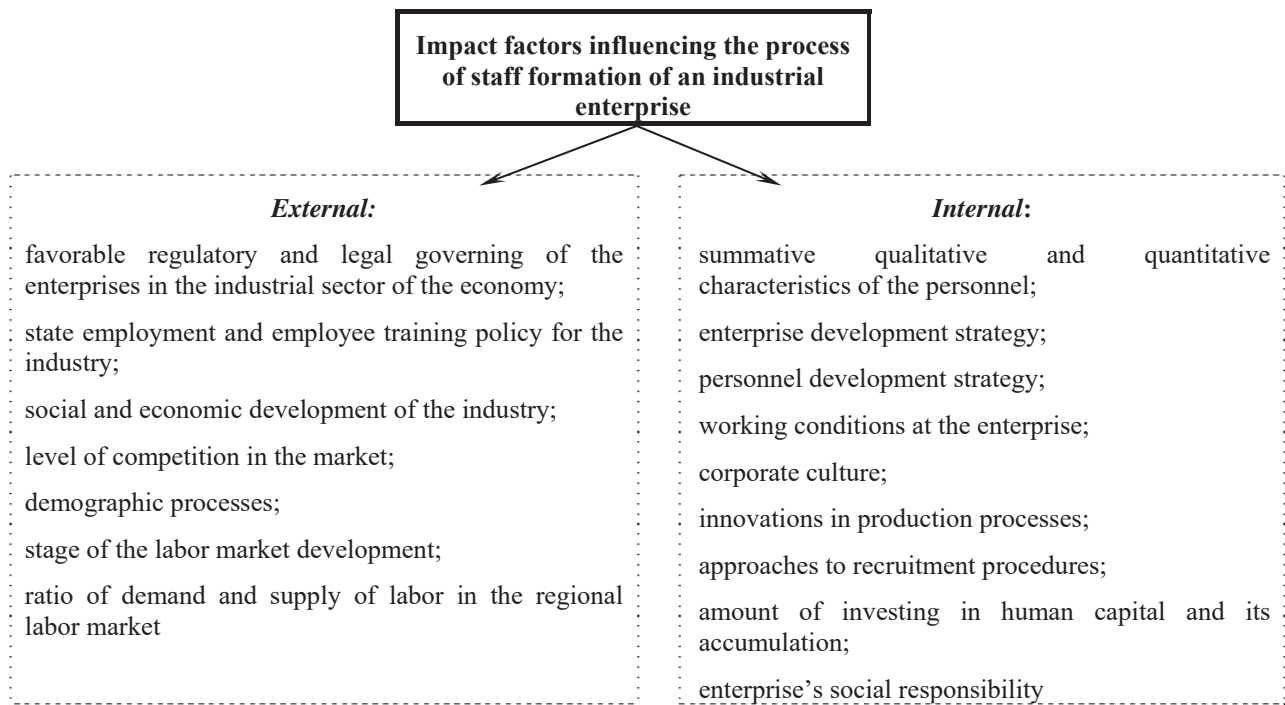 Impact factors influencing the process
of staff formation of an industrial
enterprise
External:
favorable regulatory and legal governing of the
enterprises in the industrial sector of the economy;
state employment and employee training policy for the
industry;
social and economic development of the industry;
level of competition in the market;
demographic processes;
stage of the labor market development;
ratio of demand and supply of labor in the regional
labor market
Internal:
summative qualitative and quantitative
characteristics of the personnel;
enterprise development strategy;
personnel development strategy;
working conditions at the enterprise;
corporate culture;
innovations in production processes;
approaches to recruitment procedures;
amount of investing in human capital and its
accumulation;
enterprise’s social responsibility